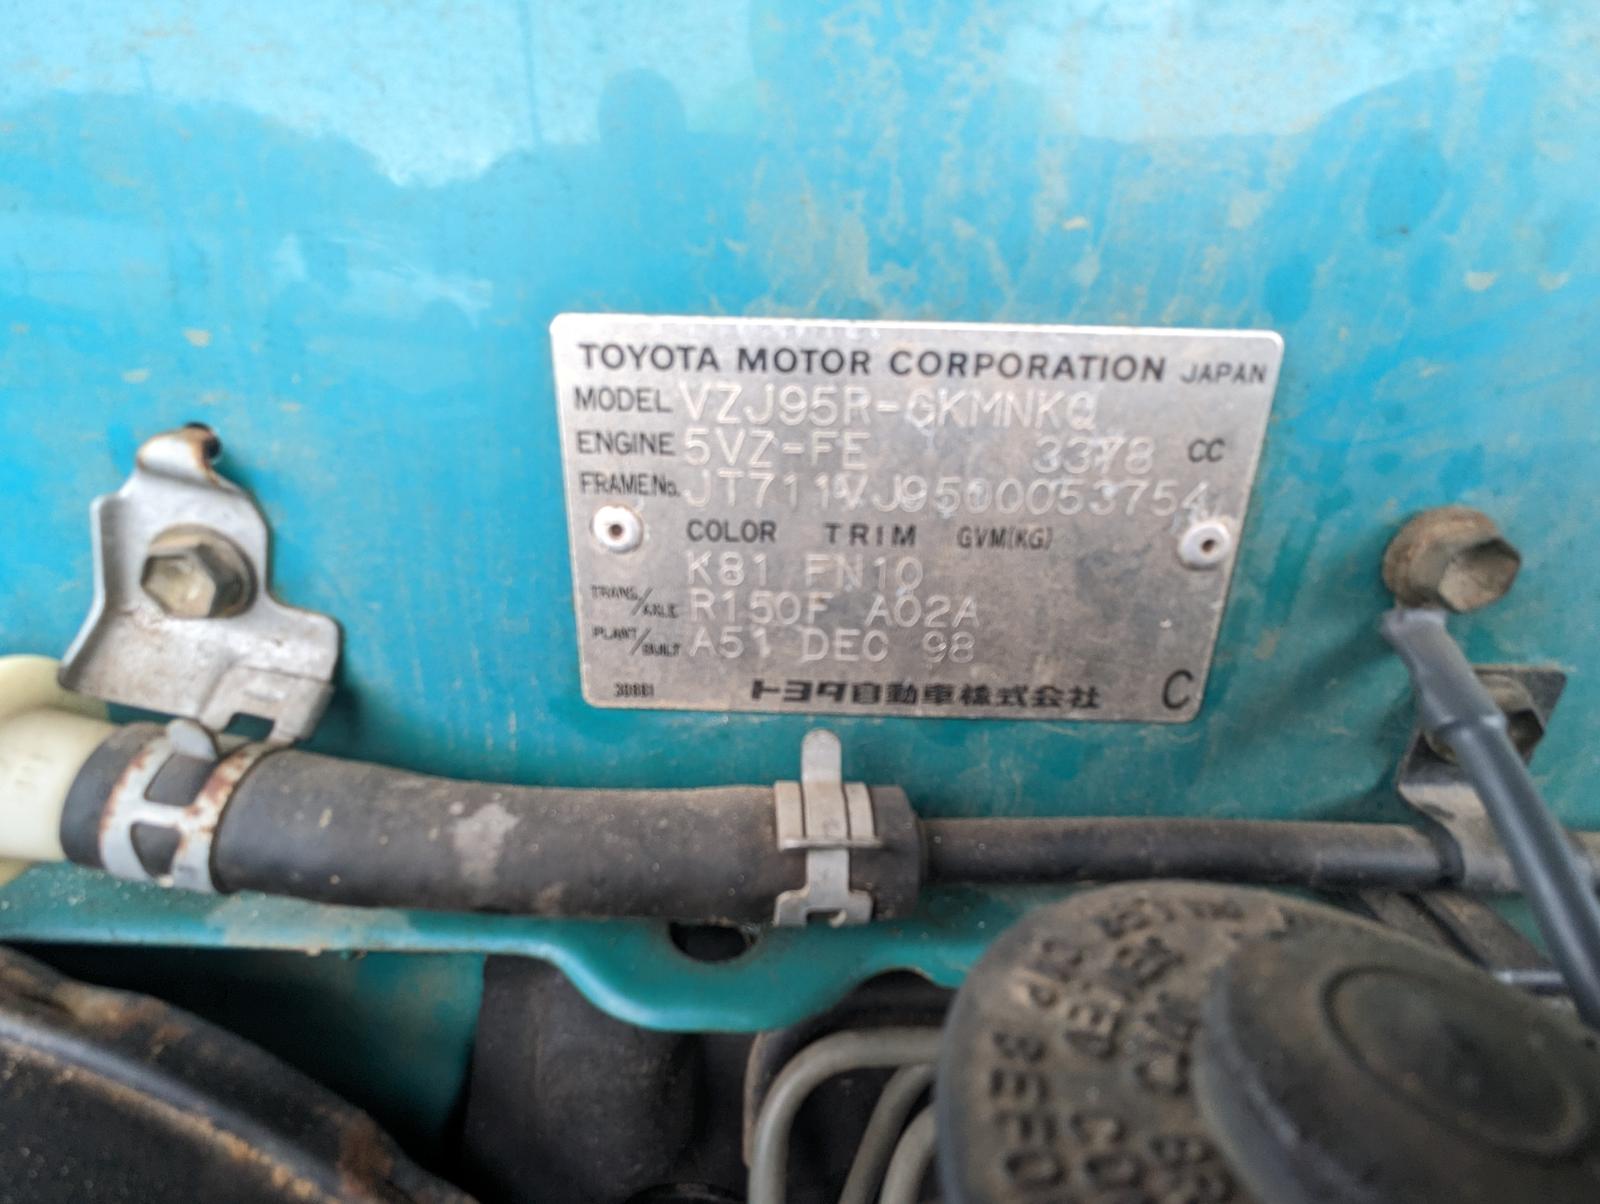 TOYOTA MOTOR CORPORATION JAPAN
MODEL VZJ95R-GKMNKQ
ENGINE 5VZ-FE 3378 CC
FRAME No. JT711VJ9500053754
COLOR TRIM GVM(KG)
K81 FN10
TRANS/AXLE R150F A02A
PLANT/BUILT A51 DEC 98
トヨタ自動車株式会社 C